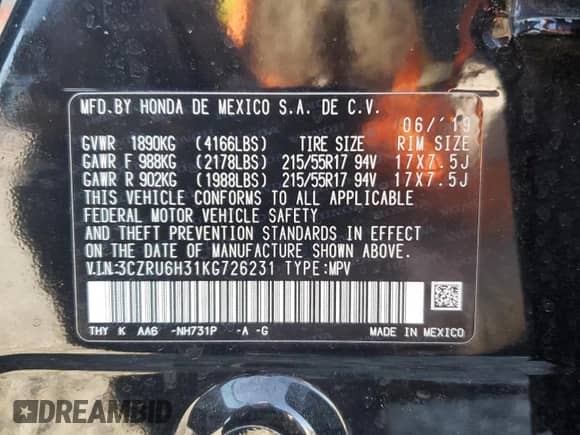 MFD.BY HONDA DE MEXICO S.A. DE C.V.
06/'19
GVWR 1890KG (4166LBS) TIRE SIZE RIM SIZE
GAWR F 988KG (2178LBS) 215/55R17 94V 17X7.5J
GAWR R 902KG (1988LBS) 215/55R17 94V 17X7.5J
THIS VEHICLE CONFORMS TO ALL APPLICABLE
FEDERAL MOTOR VEHICLE SAFETY
AND THEFT PREVENTION STANDARDS IN EFFECT
ON THE DATE OF MANUFACTURE SHOWN ABOVE.
V.I.N:3CZRU6H31KG726231 TYPE:MPV
THY K AA6 -NH731P -A -G MADE IN MEXICO
DREAMBID